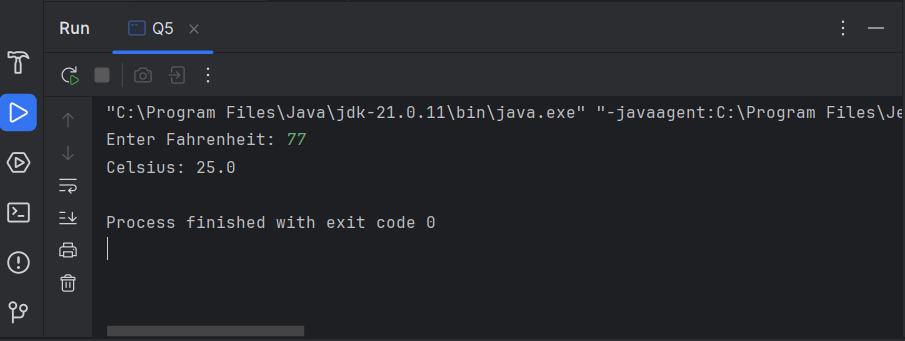 Run
Q5
"C:\Program Files\Java\jdk-21.0.11\bin\java.exe" "-javaagent:C:\Program Files\Je
Enter Fahrenheit: 77
Celsius: 25.0
Process finished with exit code 0